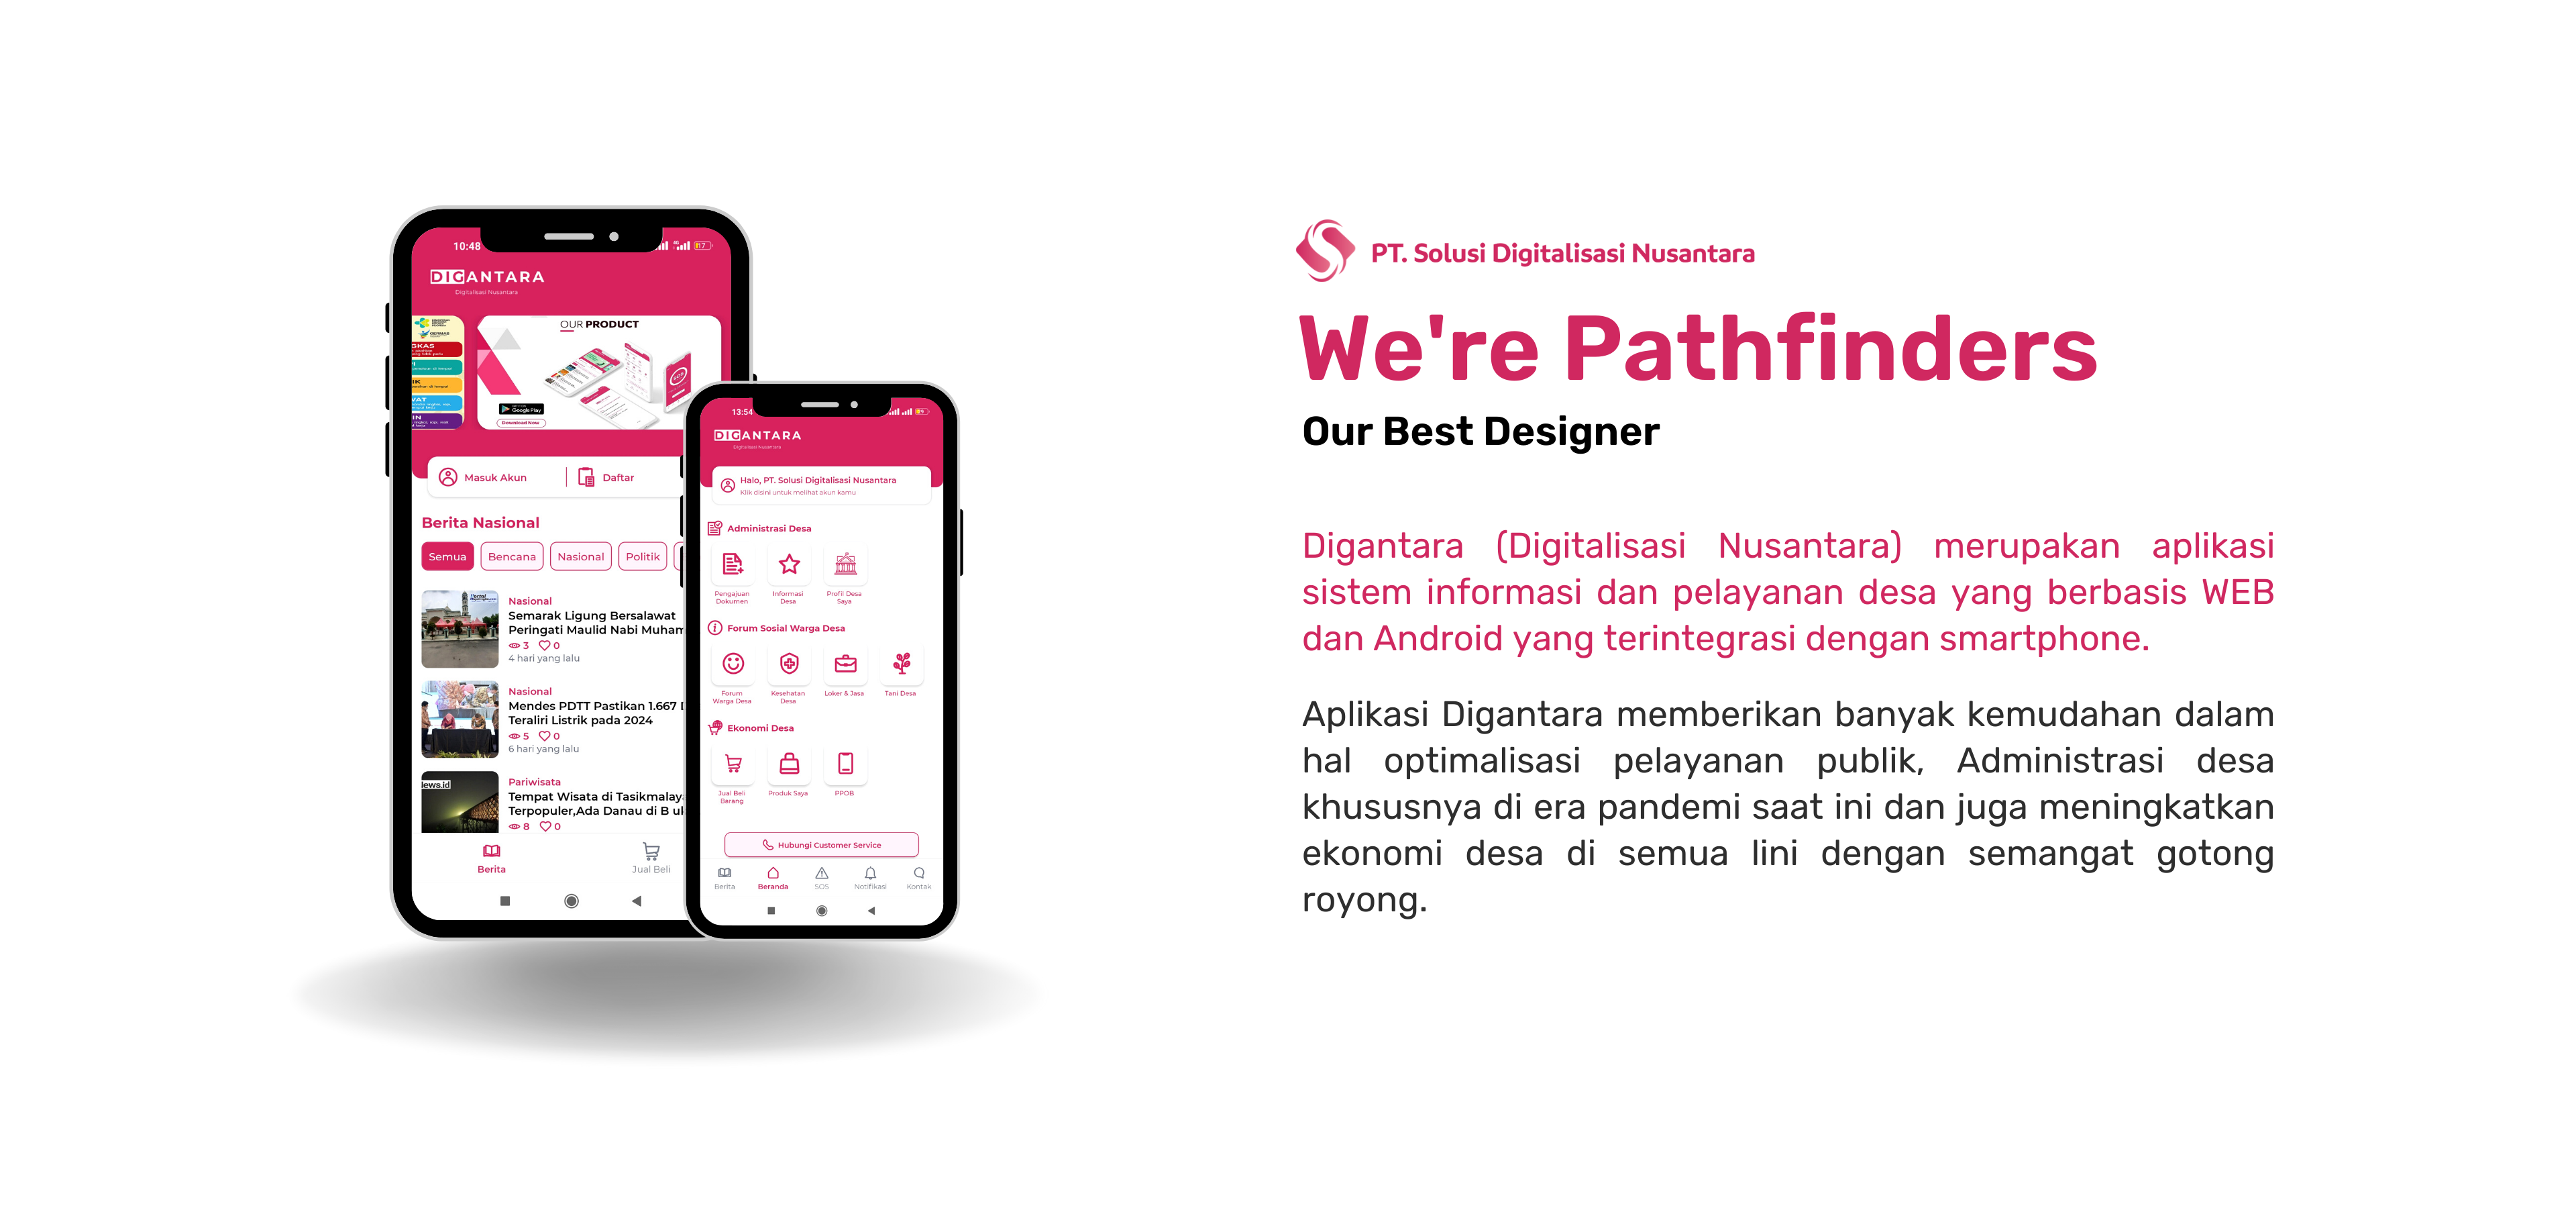 10:48
4G
17
DIGANTARA
Digitalisasi Nusantara
OUR PRODUCT
Google Play
Download Now
Masuk Akun
Daftar
Berita Nasional
Semua
Bencana
Nasional
Politik
Nasional
Semarak Ligung Bersalawat
Peringati Maulid Nabi Muham
3
0
4 hari yang lalu
Nasional
Mendes PDTT Pastikan 1.667
Teraliri Listrik pada 2024
5
0
6 hari yang lalu
iews.id
Pariwisata
Tempat Wisata di Tasikmalay
Terpopuler,Ada Danau di B uk
8
0
Berita
Jual Beli
13:54
DIGANTARA
Digitalisasi Nusantara
Halo, PT. Solusi Digitalisasi Nusantara
Klik disini untuk melihat akun kamu
Administrasi Desa
Pengajuan
Dokumen
Informasi
Desa
Profil Desa
Saya
Forum Sosial Warga Desa
Forum
Warga Desa
Kesehatan
Desa
Loker & Jasa
Tani Desa
Ekonomi Desa
Jual Beli
Barang
Produk Saya
PPOB
Hubungi Customer Service
Berita
Beranda
SOS
Notifikasi
Kontak
PT. Solusi Digitalisasi Nusantara
We're Pathfinders
Our Best Designer
Digantara (Digitalisasi Nusantara) merupakan aplikasi
sistem informasi dan pelayanan desa yang berbasis WEB
dan Android yang terintegrasi dengan smartphone.
Aplikasi Digantara memberikan banyak kemudahan dalam
hal optimalisasi pelayanan publik, Administrasi desa
khususnya di era pandemi saat ini dan juga meningkatkan
ekonomi desa di semua lini dengan semangat gotong
royong.